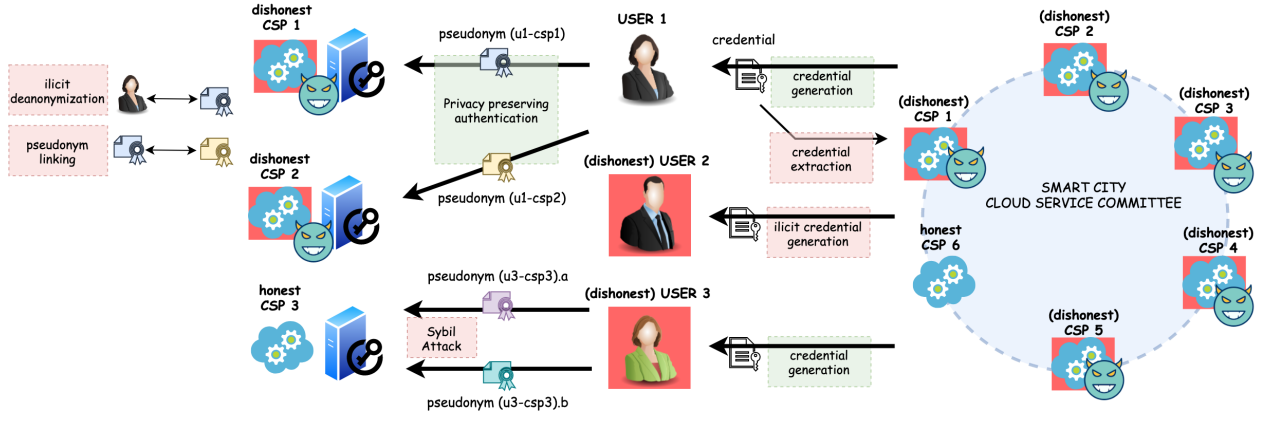 ilicit
deanonymization
pseudonym
linking
dishonest
CSP 1
dishonest
CSP 2
honest
CSP 3
pseudonym (u1-csp1)
Privacy preserving
authentication
pseudonym (u1-csp2)
pseudonym (u3-csp3).a
Sybil
Attack
pseudonym (u3-csp3).b
USER 1
(dishonest) USER 2
(dishonest) USER 3
credential
credential
generation
credential
extraction
ilicit credential
generation
credential
generation
(dishonest)
CSP 2
(dishonest)
CSP 1
(dishonest)
CSP 3
SMART CITY
CLOUD SERVICE COMMITTEE
honest
CSP 6
(dishonest)
CSP 4
(dishonest)
CSP 5